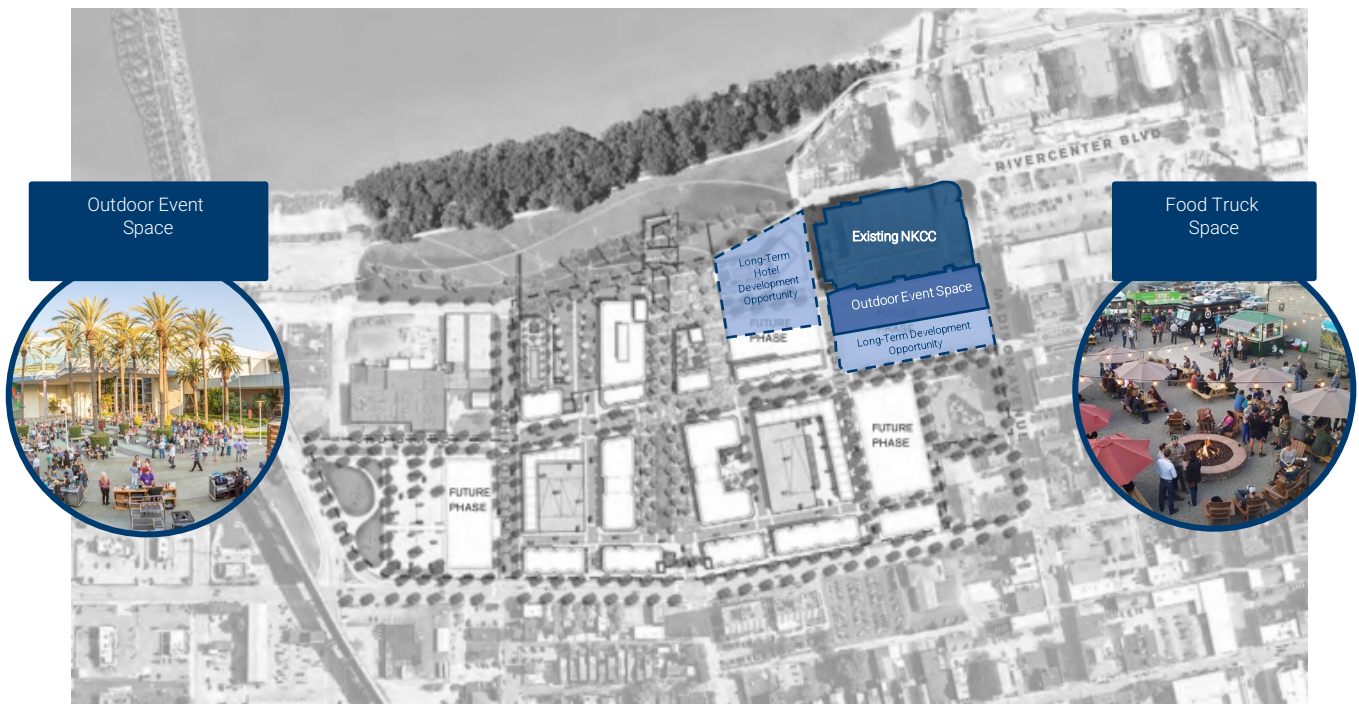 RIVERCENTER BLVD
Outdoor Event
Space
Food Truck
Space
Existing NKCC
Long-Term
Hotel
Development
Opportunity
Outdoor Event Space
FUTURE
PHASE
Long-Term Development
Opportunity
AVENUE
FUTURE
PHASE
FUTURE
PHASE